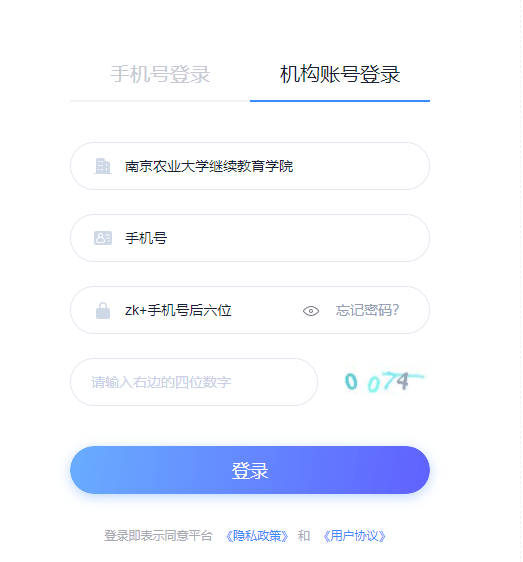 手机号登录 机构账号登录
南京农业大学继续教育学院
手机号
zk+手机号后六位 忘记密码?
请输入右边的四位数字 0074
登录
登录即表示同意平台 《隐私政策》 和 《用户协议》